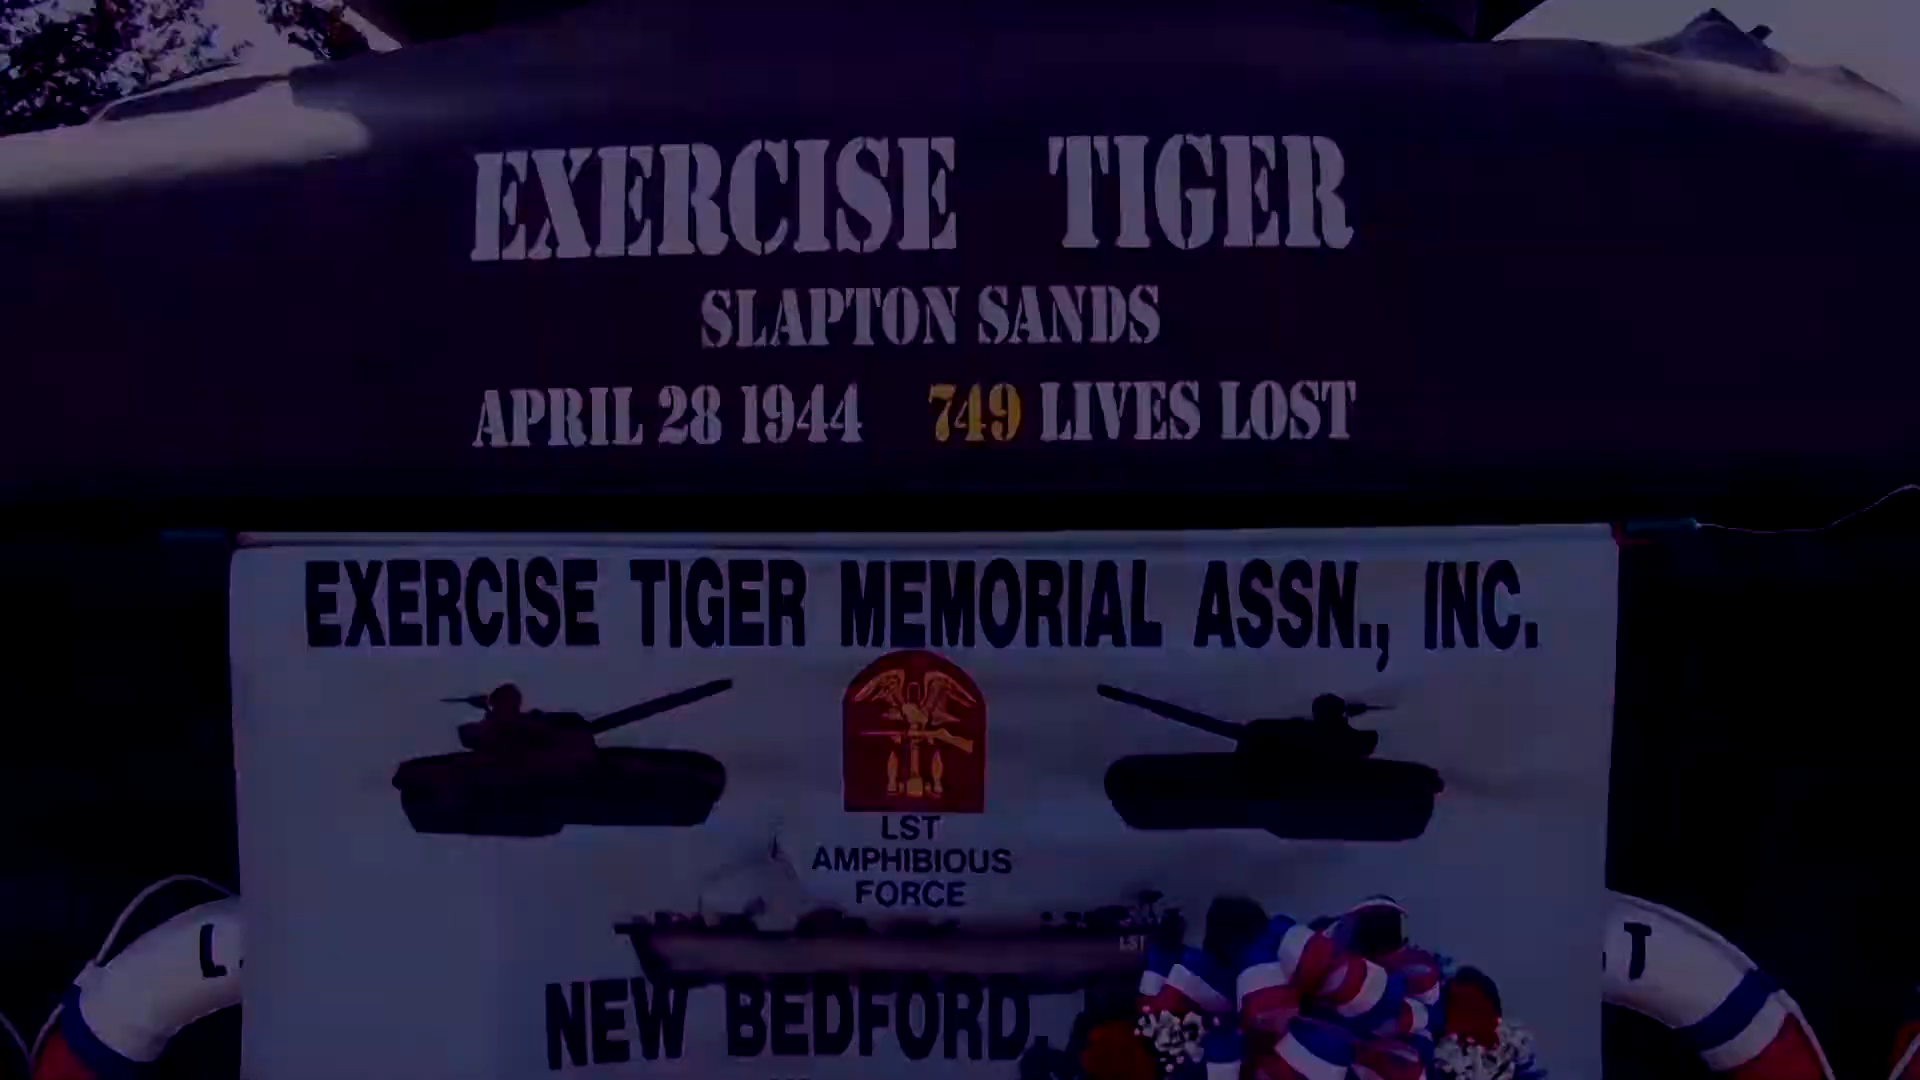 EXERCISE TIGER
SLAPTON SANDS
APRIL 28 1944 749 LIVES LOST
EXERCISE TIGER MEMORIAL ASSN., INC.
LST
AMPHIBIOUS
FORCE
LST
L.
.T
NEW BEDFORD,